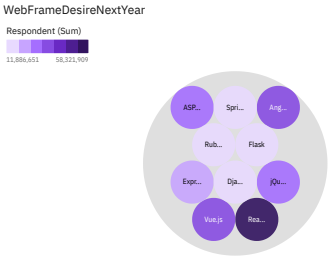 WebFrameDesireNextYear
Respondent (Sum)
11,886,651 58,321,909
ASP... Spri... Ang...
Rub... Flask
Expr... Dja... jQu...
Vue.js Rea...